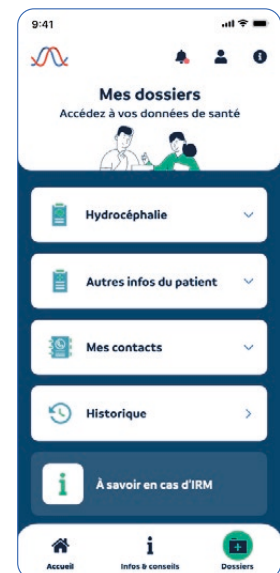 9:41
Mes dossiers
Accédez à vos données de santé
Hydrocéphalie
Autres infos du patient
Mes contacts
Historique
i
À savoir en cas d'IRM
Accueil
Infos & conseils
Dossiers